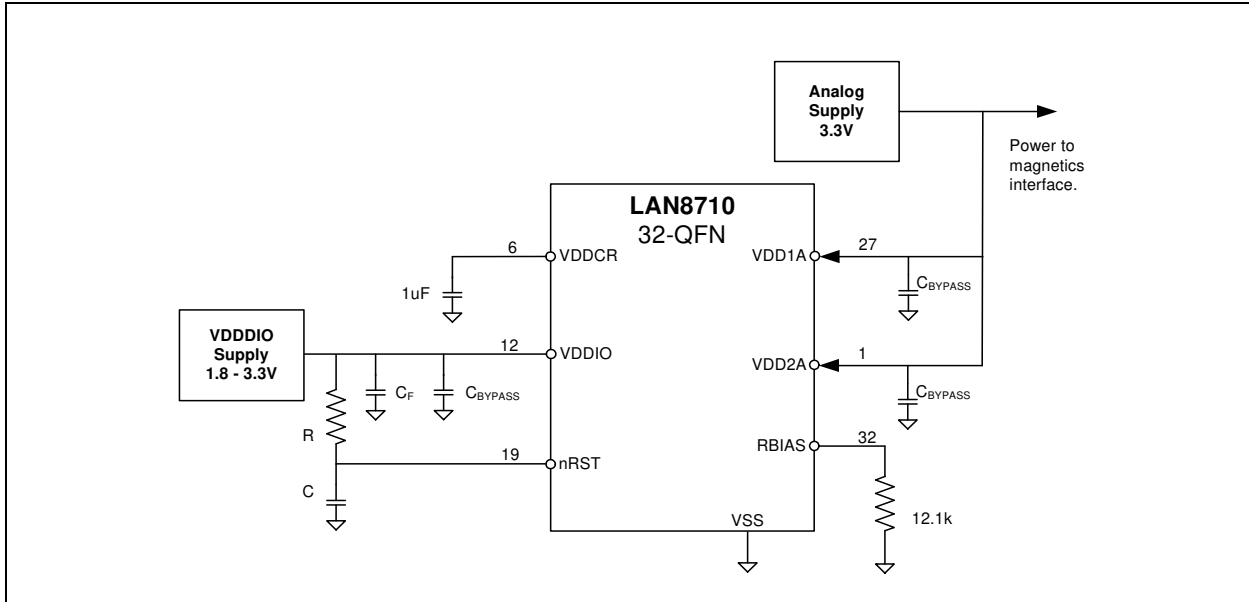 Analog
Supply
3.3V
Power to
magnetics
interface.
LAN8710
32-QFN
6
VDDCR
VDD1A
27
1uF
CBYPASS
VDDDIO
Supply
1.8 - 3.3V
12
VDDIO
VDD2A
1
CF
CBYPASS
CBYPASS
R
RBIAS
32
19
nRST
C
12.1k
VSS